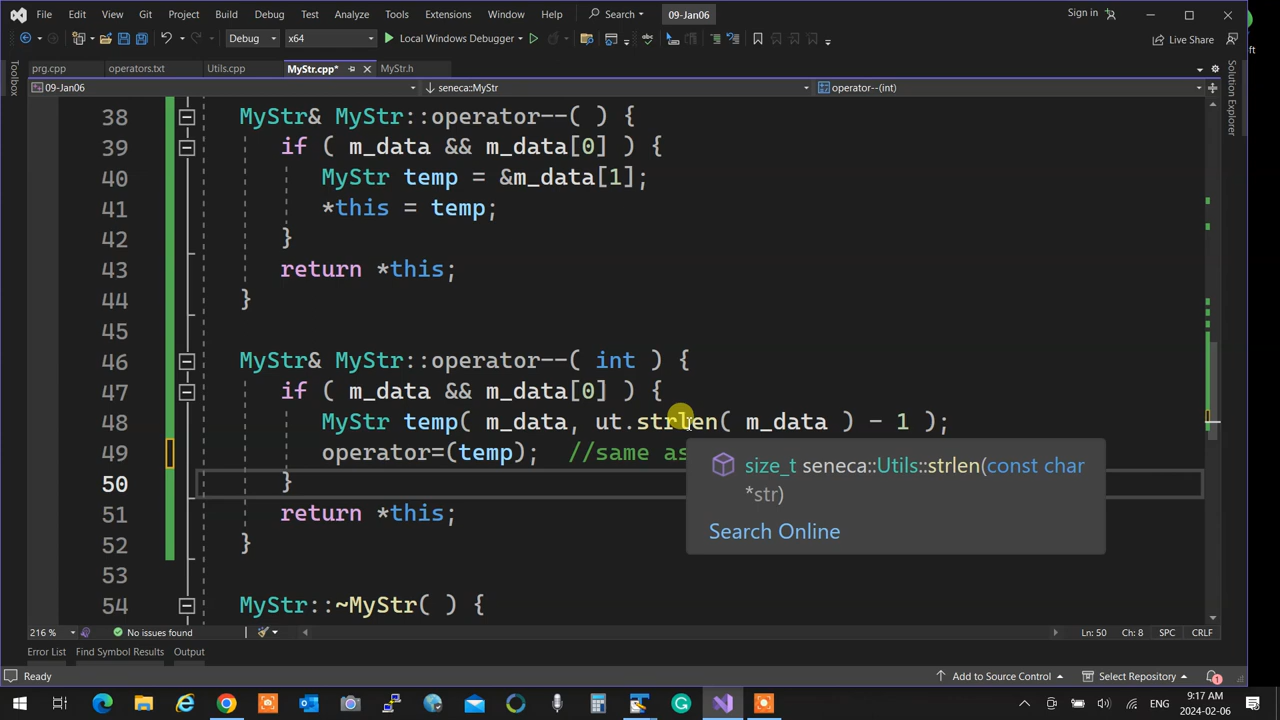 File Edit View Git Project Build Debug Test Analyze Tools Extensions Window Help Search 09-Jan06 Sign in
Debug x64 Local Windows Debugger Live Share
prg.cpp operators.txt Utils.cpp MyStr.cpp* MyStr.h
09-Jan06 seneca::MyStr operator--(int)
Toolbox
Solution Explorer
38 MyStr& MyStr::operator--( ) {
39 if ( m_data && m_data[0] ) {
40 MyStr temp = &m_data[1];
41 *this = temp;
42 }
43 return *this;
44 }
45
46 MyStr& MyStr::operator--( int ) {
47 if ( m_data && m_data[0] ) {
48 MyStr temp( m_data, ut.strlen( m_data ) - 1 );
49 operator=(temp); //same as
50 }
51 return *this;
52 }
53
54 MyStr::~MyStr( ) {
size_t seneca::Utils::strlen(const char
*str)
Search Online
216 % No issues found Ln: 50 Ch: 8 SPC CRLF
Error List Find Symbol Results Output
Ready Add to Source Control Select Repository 1
ENG 9:17 AM
2024-02-06